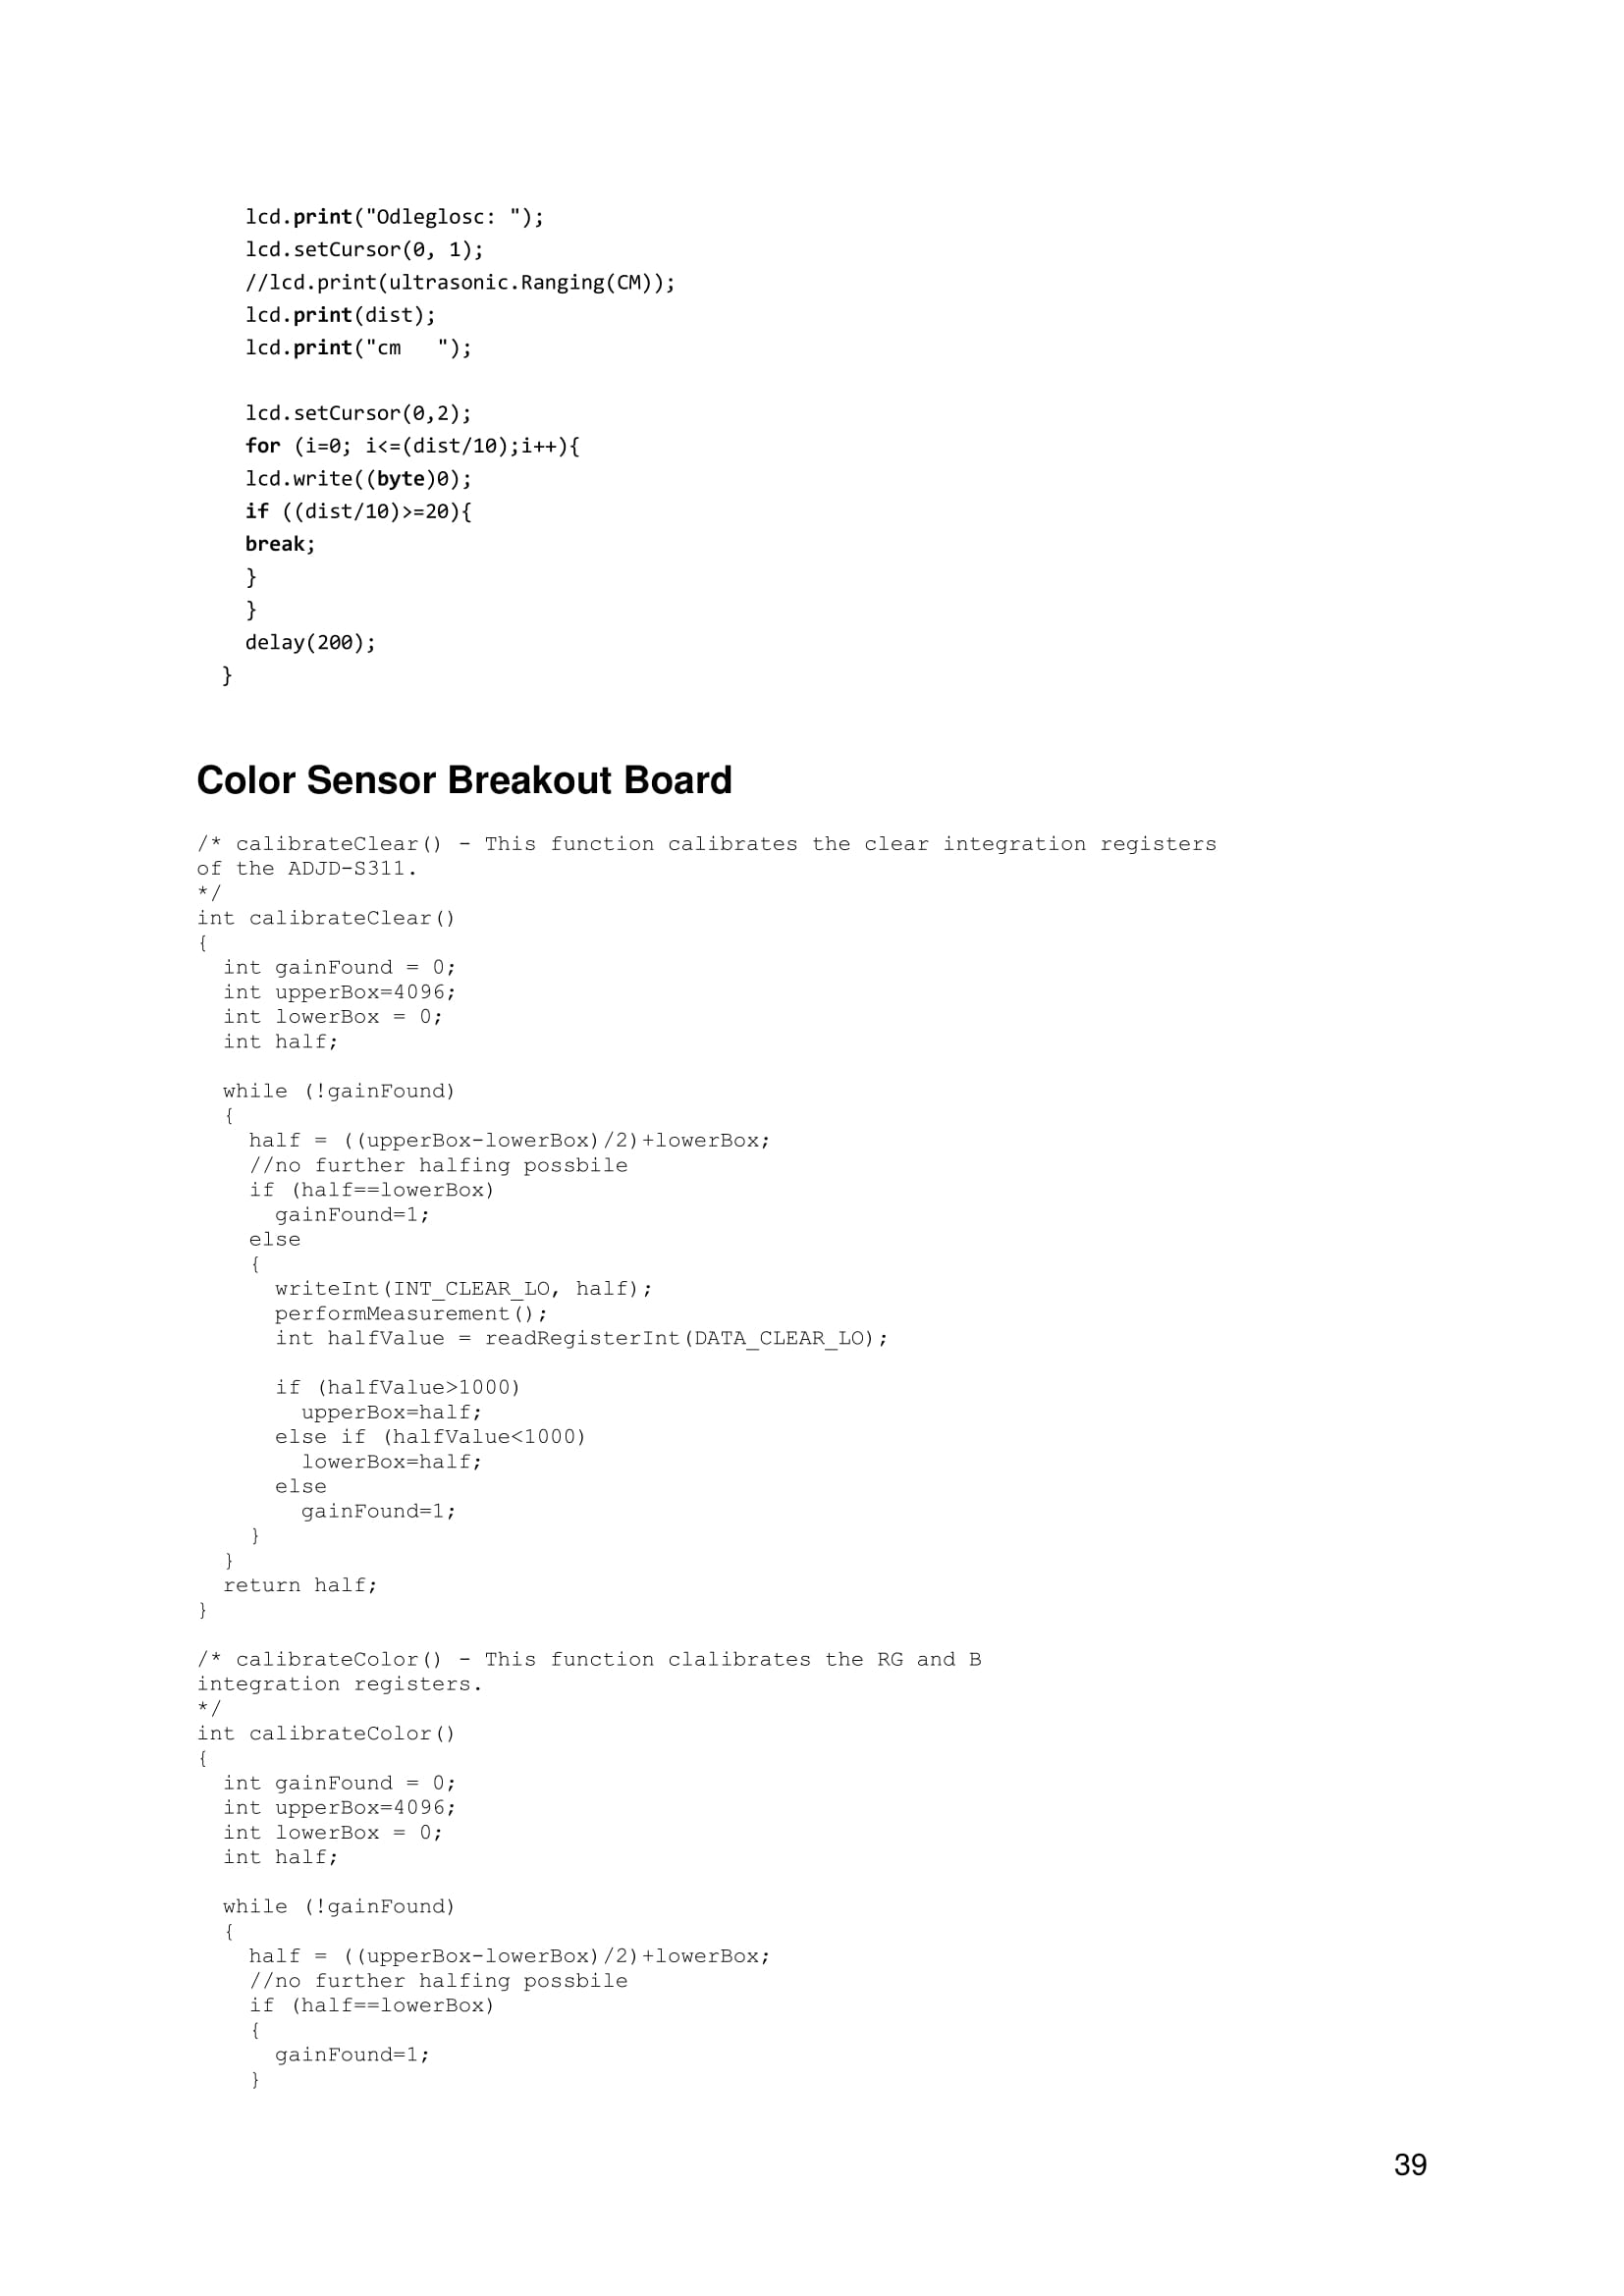 lcd.print("Odleglosc: ");
lcd.setCursor(0, 1);
//lcd.print(ultrasonic.Ranging(CM));
lcd.print(dist);
lcd.print("cm   ");
lcd.setCursor(0,2);
for (i=0; i<=(dist/10);i++){
lcd.write((byte)0);
if ((dist/10)>=20){
break;
}
}
delay(200);
}
Color Sensor Breakout Board
/* calibrateClear() - This function calibrates the clear integration registers
of the ADJD-S311.
*/
int calibrateClear()
{
int gainFound = 0;
int upperBox=4096;
int lowerBox = 0;
int half;
while (!gainFound)
{
half = ((upperBox-lowerBox)/2)+lowerBox;
//no further halfing possbile
if (half==lowerBox)
gainFound=1;
else
{
writeInt(INT_CLEAR_LO, half);
performMeasurement();
int halfValue = readRegisterInt(DATA_CLEAR_LO);
if (halfValue>1000)
upperBox=half;
else if (halfValue<1000)
lowerBox=half;
else
gainFound=1;
}
}
return half;
}
/* calibrateColor() - This function clalibrates the RG and B
integration registers.
*/
int calibrateColor()
{
int gainFound = 0;
int upperBox=4096;
int lowerBox = 0;
int half;
while (!gainFound)
{
half = ((upperBox-lowerBox)/2)+lowerBox;
//no further halfing possbile
if (half==lowerBox)
{
gainFound=1;
}
39